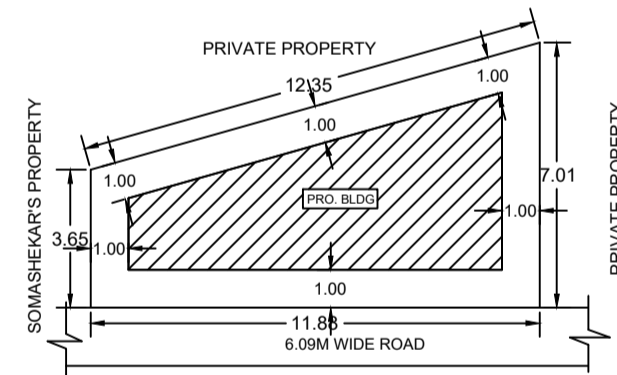 PRIVATE PROPERTY
12.35
1.00
1.00
1.00
SOMASHEKAR'S PROPERTY
3.65
1.00
PRO. BLDG
1.00
7.01
PRIVATE PROPERTY
1.00
11.88
6.09M WIDE ROAD